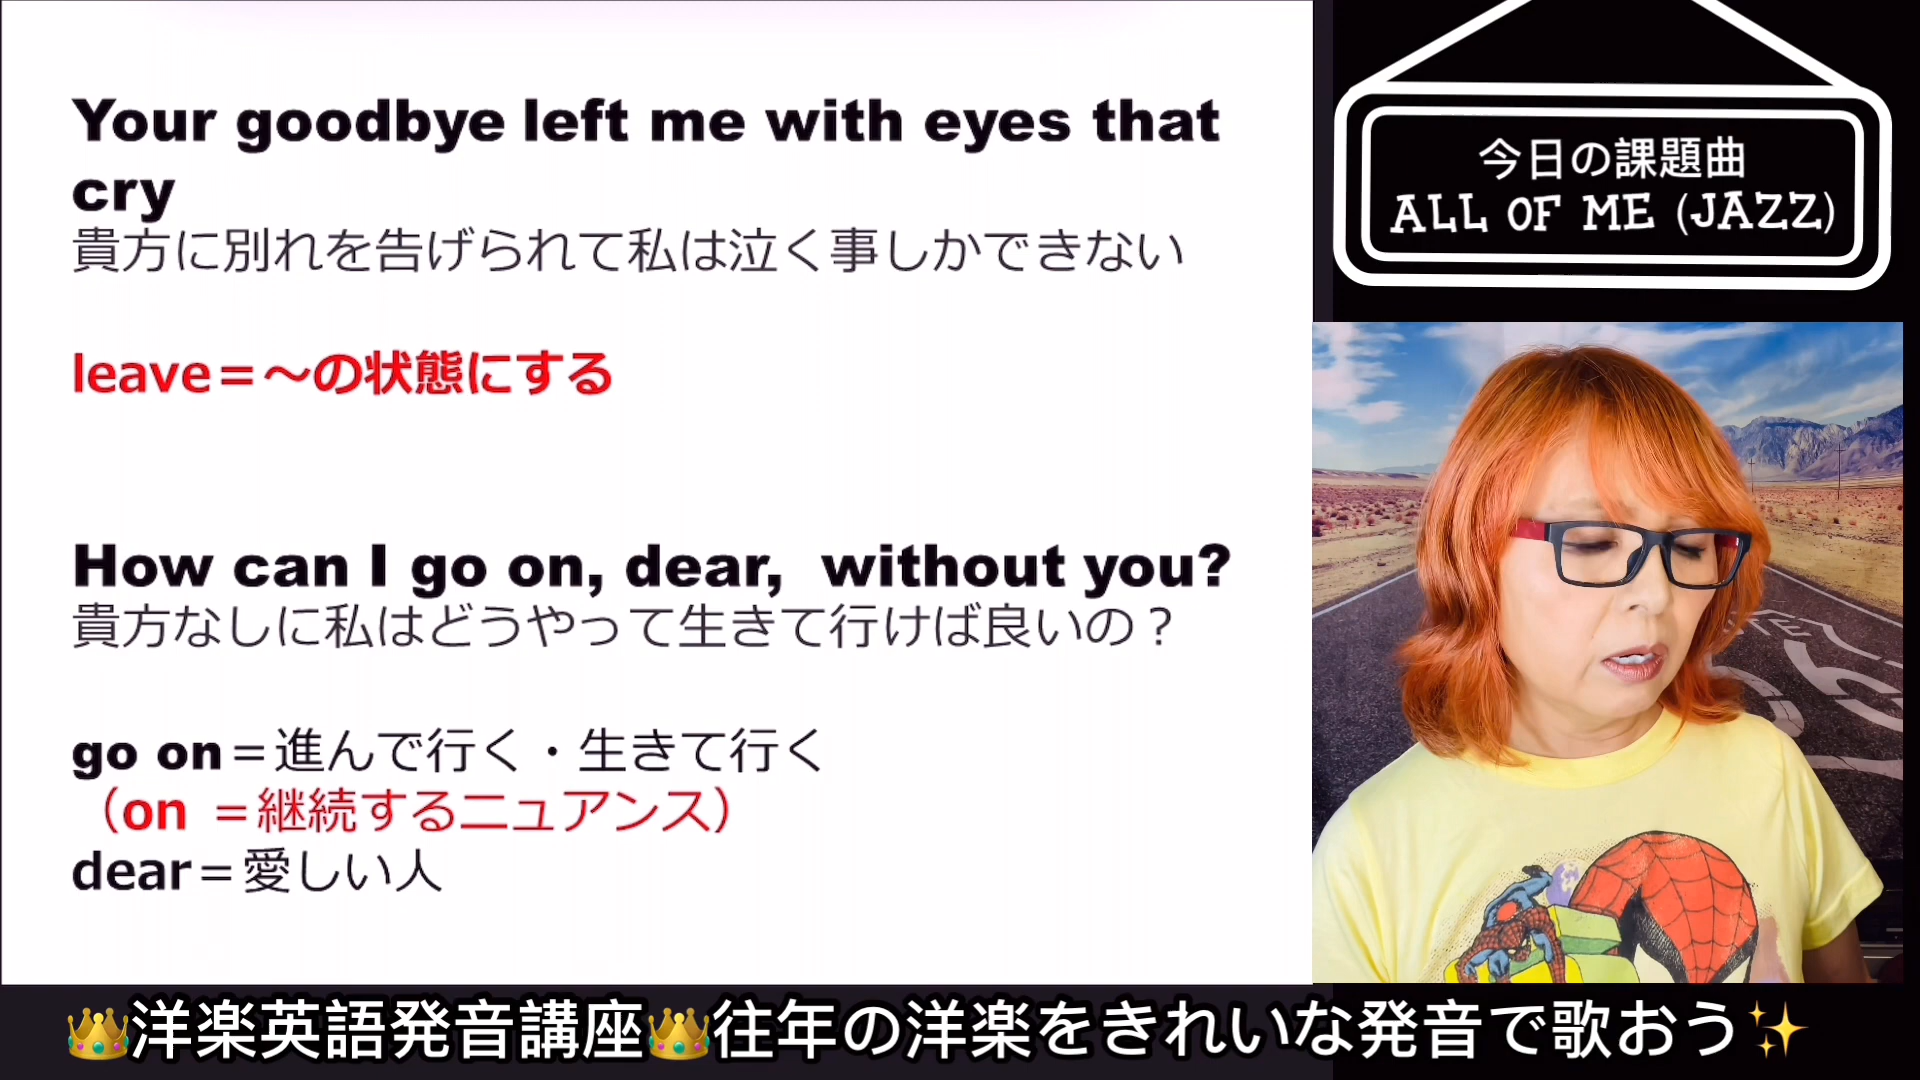 Your goodbye left me with eyes that
cry
貴方に別れを告げられて私は泣く事しかできない
leave＝～の状態にする
How can I go on, dear, without you?
貴方なしに私はどうやって生きて行けば良いの？
go on＝進んで行く・生きて行く
（on ＝継続するニュアンス）
dear＝愛しい人
今日の課題曲
ALL OF ME (JAZZ)
👑洋楽英語発音講座👑往年の洋楽をきれいな発音で歌おう✨